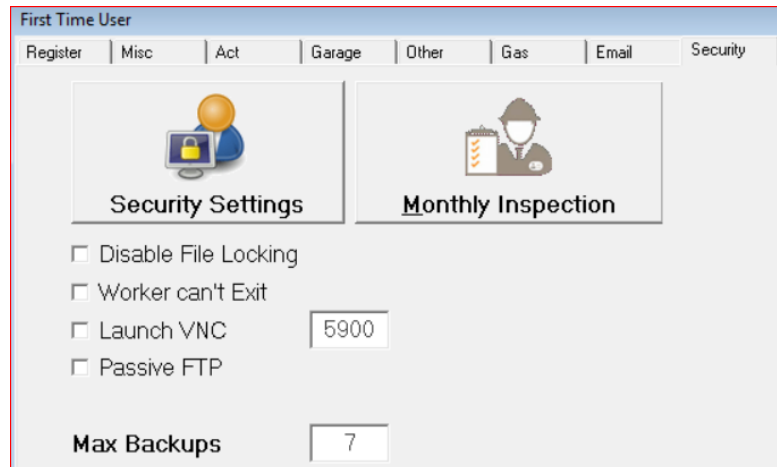 First Time User
Register Misc Act Garage Other Gas Email Security
Security Settings Monthly Inspection
Disable File Locking
Worker can't Exit
Launch VNC 5900
Passive FTP
Max Backups 7